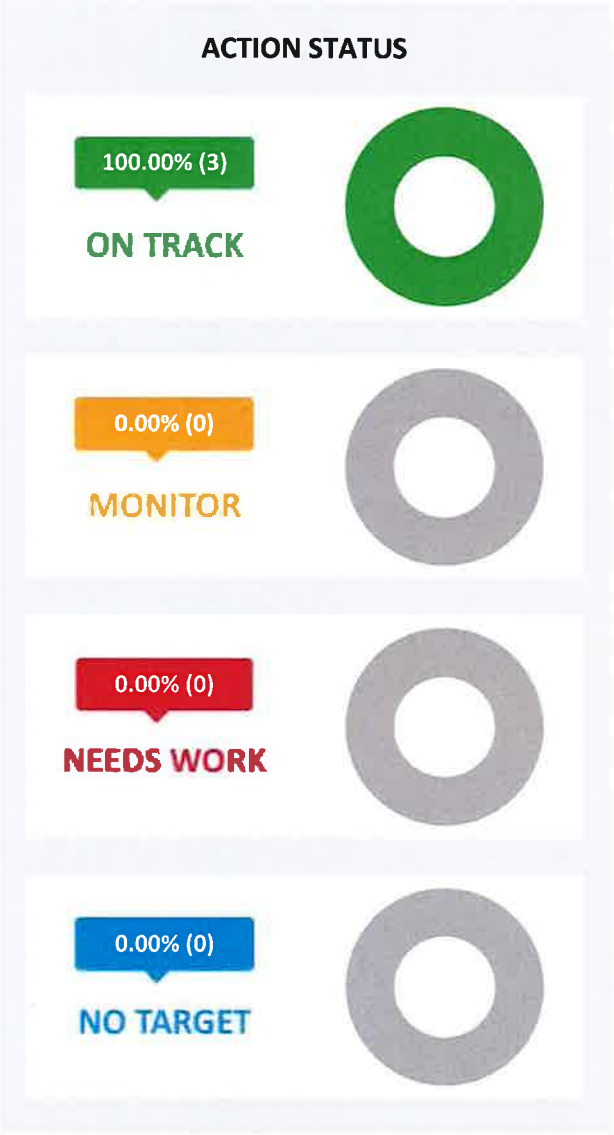 ACTION STATUS
100.00% (3)
ON TRACK
0.00% (0)
MONITOR
0.00% (0)
NEEDS WORK
0.00% (0)
NO TARGET